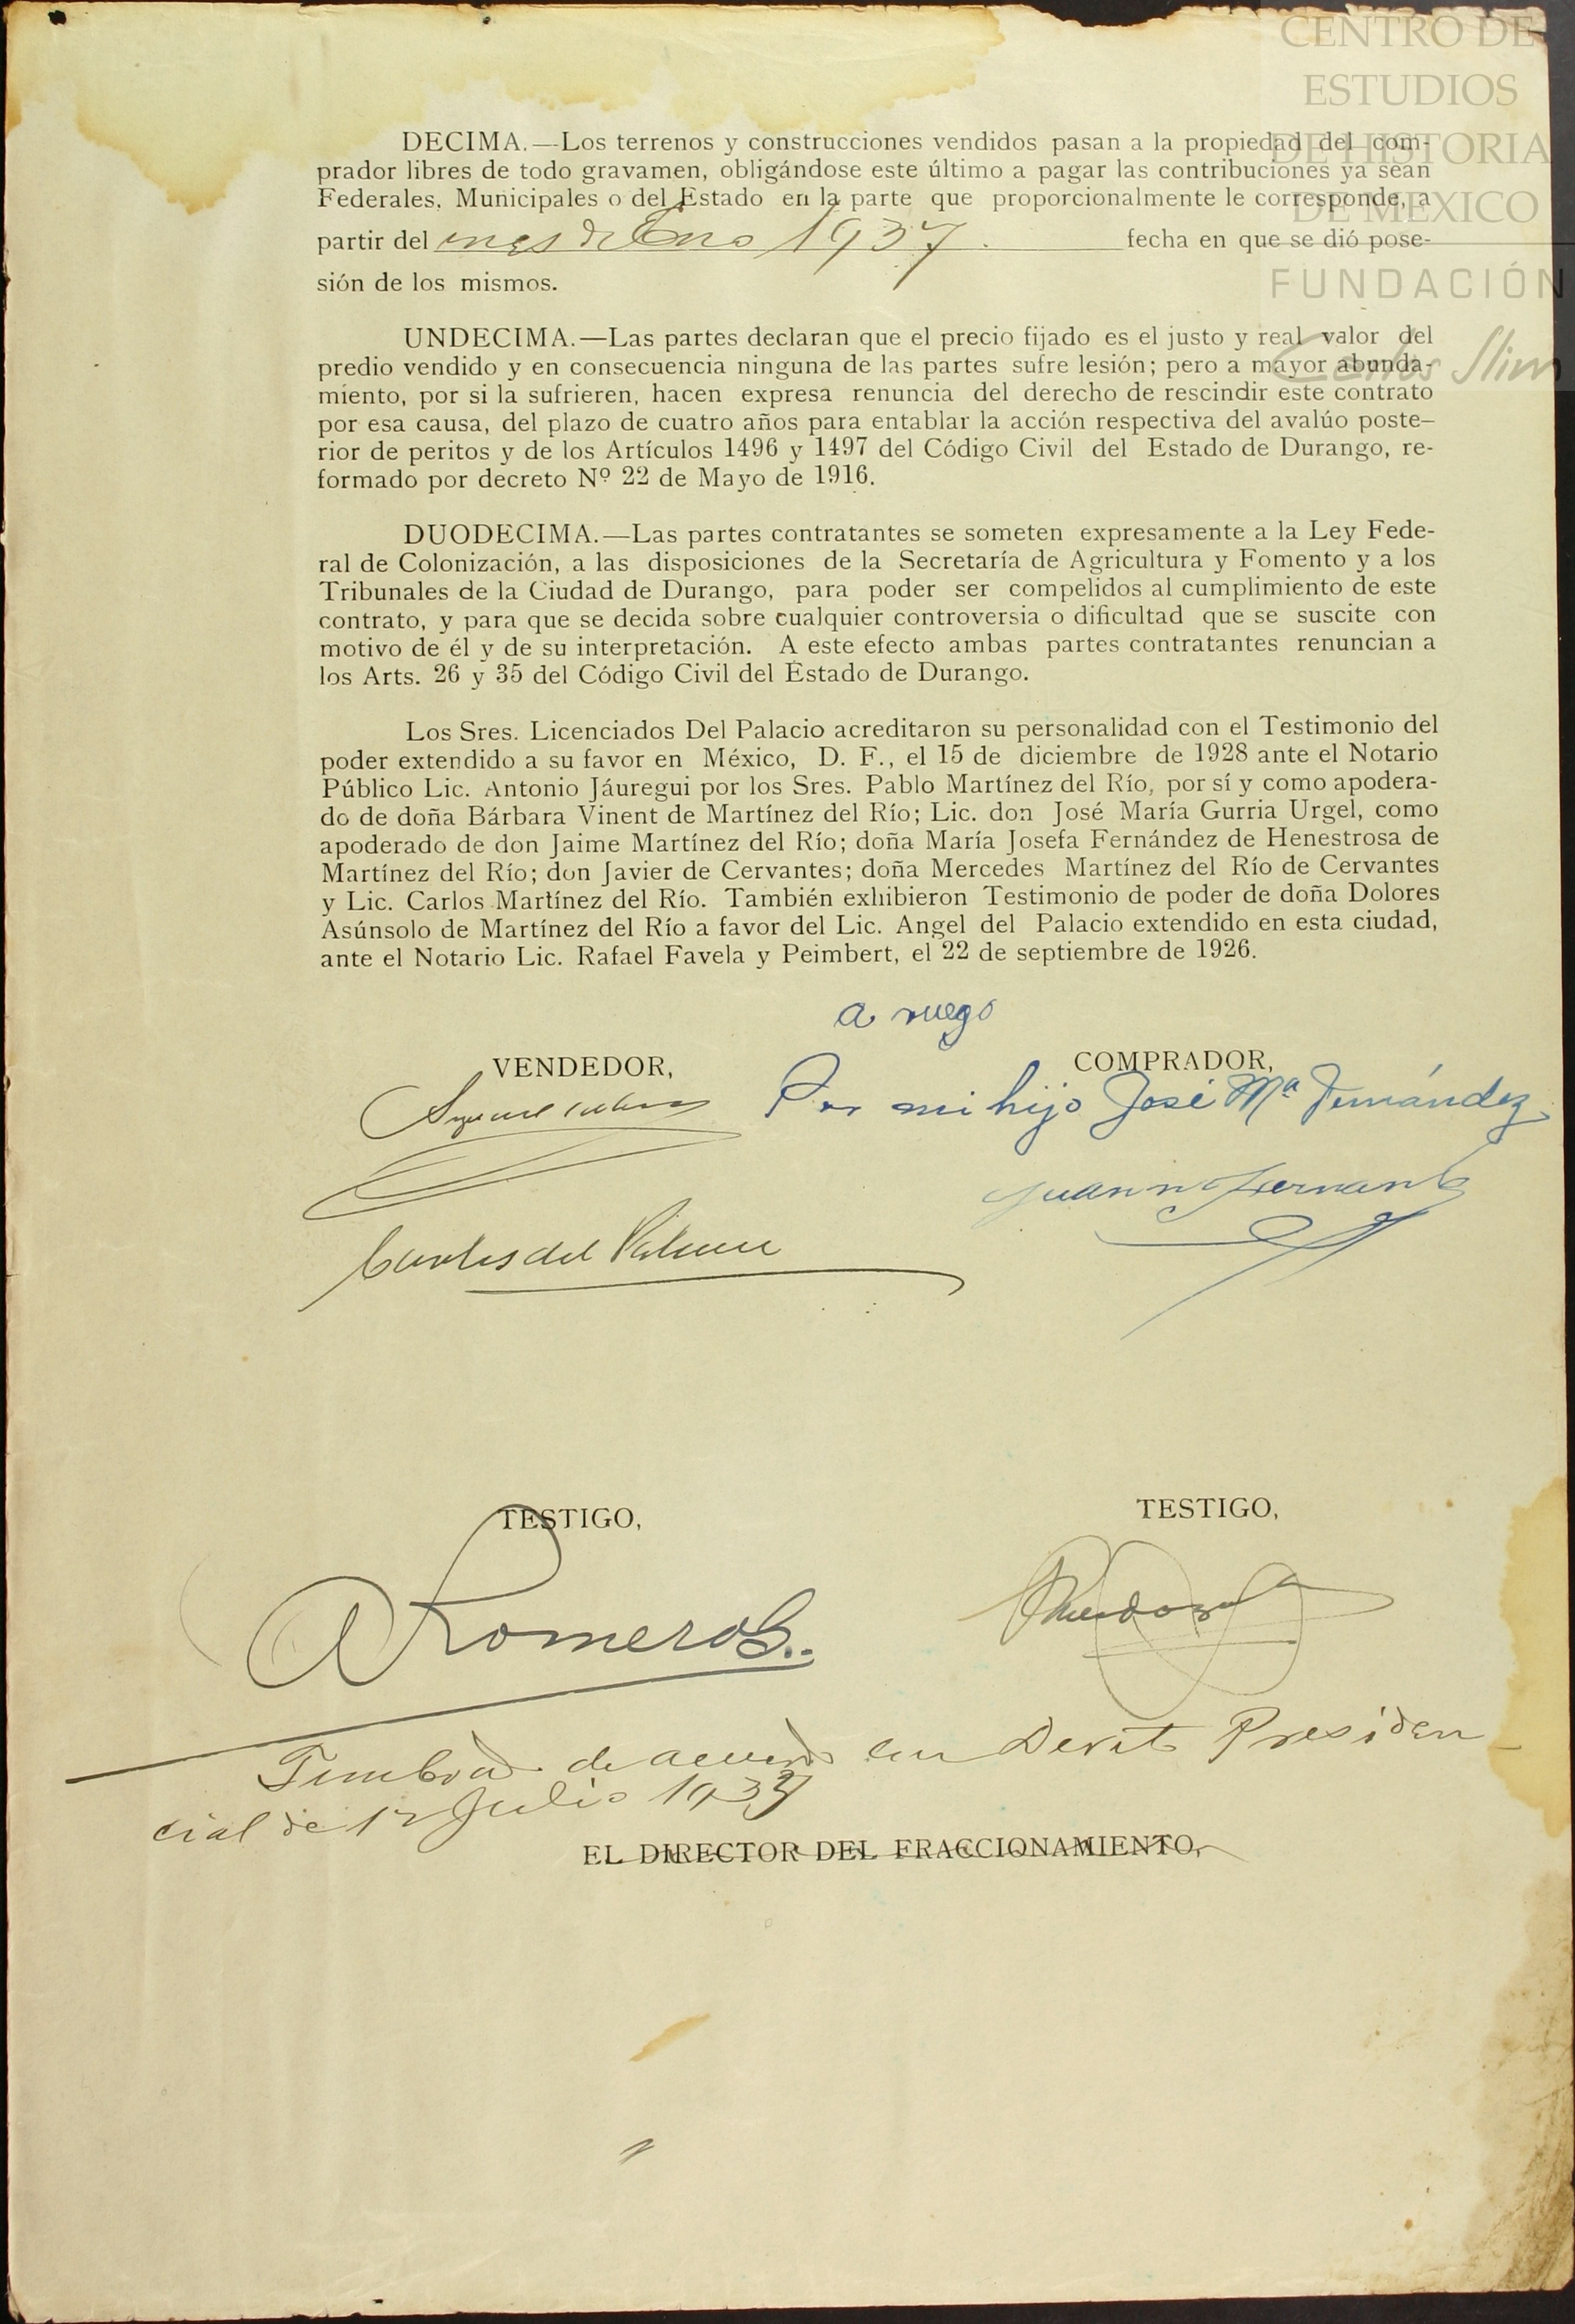 CENTRO DE
ESTUDIOS
DE HISTORIA
DE MEXICO
FUNDACIÓN
Carlos Slim
DECIMA.—Los terrenos y construcciones vendidos pasan a la propiedad del com-
prador libres de todo gravamen, obligándose este último a pagar las contribuciones ya sean
Federales, Municipales o del Estado en la parte que proporcionalmente le corresponde, a
partir del mes de Enero 1937. fecha en que se dió pose-
sión de los mismos.
UNDECIMA.—Las partes declaran que el precio fijado es el justo y real valor del
predio vendido y en consecuencia ninguna de las partes sufre lesión; pero a mayor abunda-
miento, por si la sufrieren, hacen expresa renuncia del derecho de rescindir este contrato
por esa causa, del plazo de cuatro años para entablar la acción respectiva del avalúo poste-
rior de peritos y de los Artículos 1496 y 1497 del Código Civil del Estado de Durango, re-
formado por decreto Nº 22 de Mayo de 1916.
DUODECIMA.—Las partes contratantes se someten expresamente a la Ley Fede-
ral de Colonización, a las disposiciones de la Secretaría de Agricultura y Fomento y a los
Tribunales de la Ciudad de Durango, para poder ser compelidos al cumplimiento de este
contrato, y para que se decida sobre cualquier controversia o dificultad que se suscite con
motivo de él y de su interpretación. A este efecto ambas partes contratantes renuncian a
los Arts. 26 y 35 del Código Civil del Estado de Durango.
Los Sres. Licenciados Del Palacio acreditaron su personalidad con el Testimonio del
poder extendido a su favor en México, D. F., el 15 de diciembre de 1928 ante el Notario
Público Lic. Antonio Jáuregui por los Sres. Pablo Martínez del Río, por sí y como apodera-
do de doña Bárbara Vinent de Martínez del Río; Lic. don José María Gurria Urgel, como
apoderado de don Jaime Martínez del Río; doña María Josefa Fernández de Henestrosa de
Martínez del Río; don Javier de Cervantes; doña Mercedes Martínez del Río de Cervantes
y Lic. Carlos Martínez del Río. También exhibieron Testimonio de poder de doña Dolores
Asúnsolo de Martínez del Río a favor del Lic. Angel del Palacio extendido en esta ciudad,
ante el Notario Lic. Rafael Favela y Peimbert, el 22 de septiembre de 1926.
a ruego
VENDEDOR, COMPRADOR,
Por mi hijo José Mª Fernández
Juan Fernandez
Carlos del Palacio
TESTIGO, TESTIGO,
A Romero
Timbrado de acuerdo con Decreto Presiden-
cial de 12 Julio 193
EL DIRECTOR DEL FRACCIONAMIENTO,